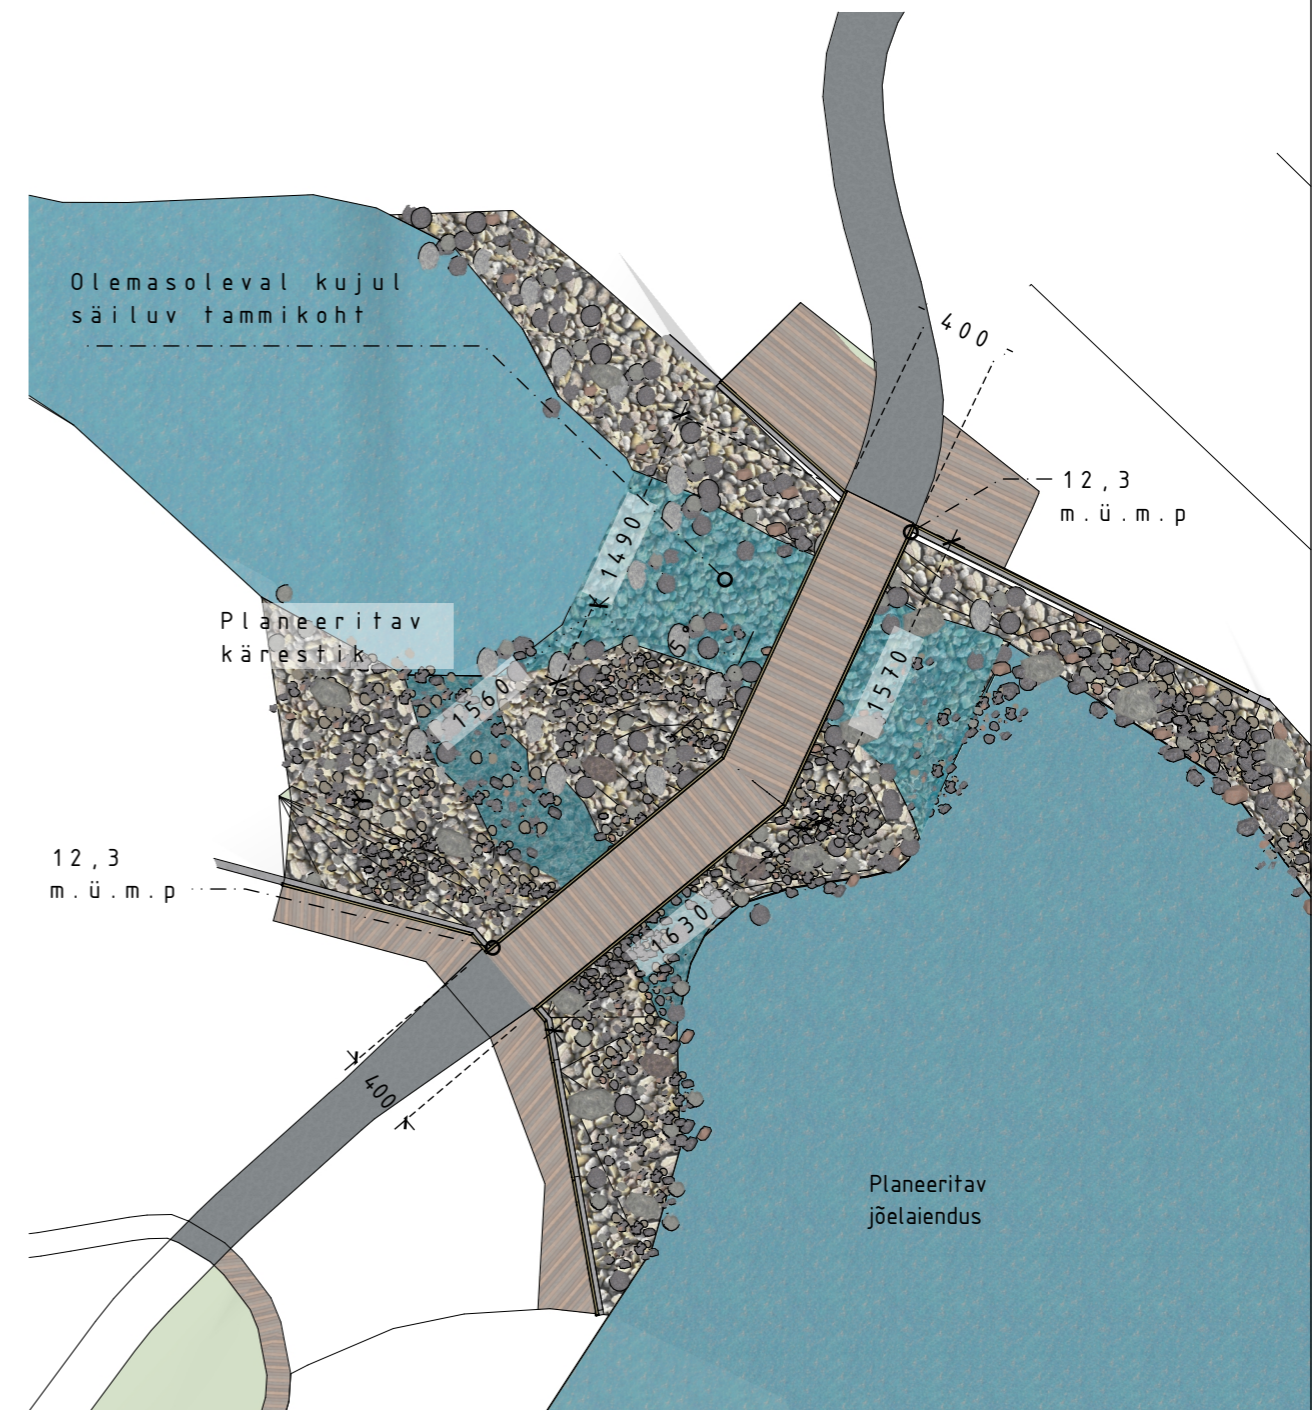 Olemasoleval kujul
säiluv tammikoht
400
12,3
m.ü.m.p
1490
Planeeritav
kärestik
1560
1570
12,3
m.ü.m.p
1630
400
Planeeritav
jõelaiendus